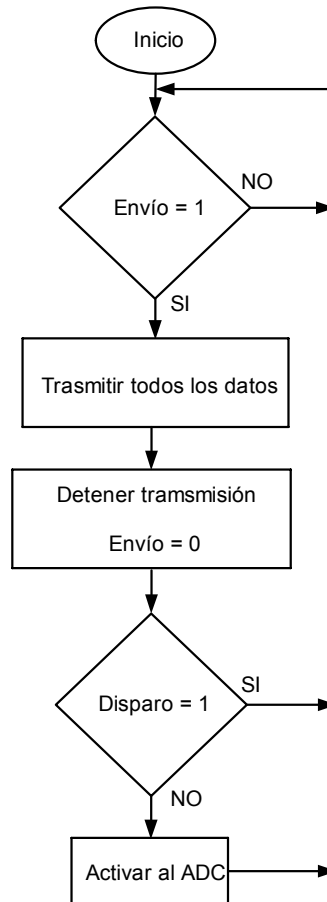 Inicio
Envío = 1
NO
SI
Trasmitir todos los datos
Detener tramsmisión
Envío = 0
Disparo = 1
SI
NO
Activar al ADC